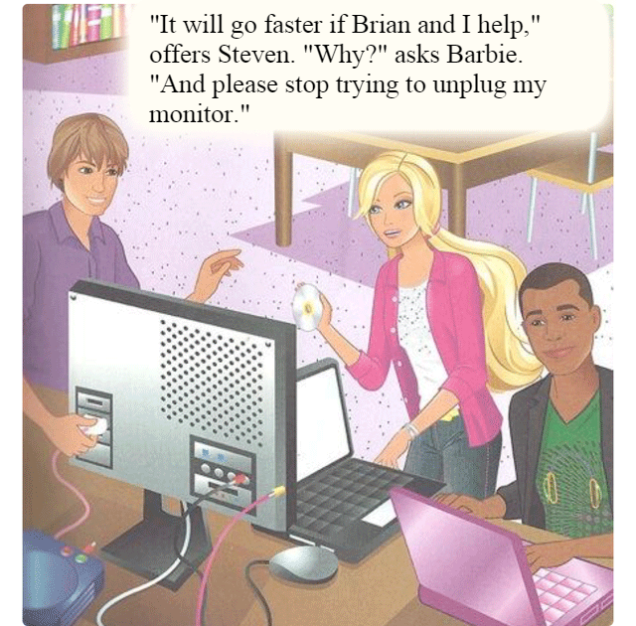 "It will go faster if Brian and I help,"
offers Steven. "Why?" asks Barbie.
"And please stop trying to unplug my
monitor."